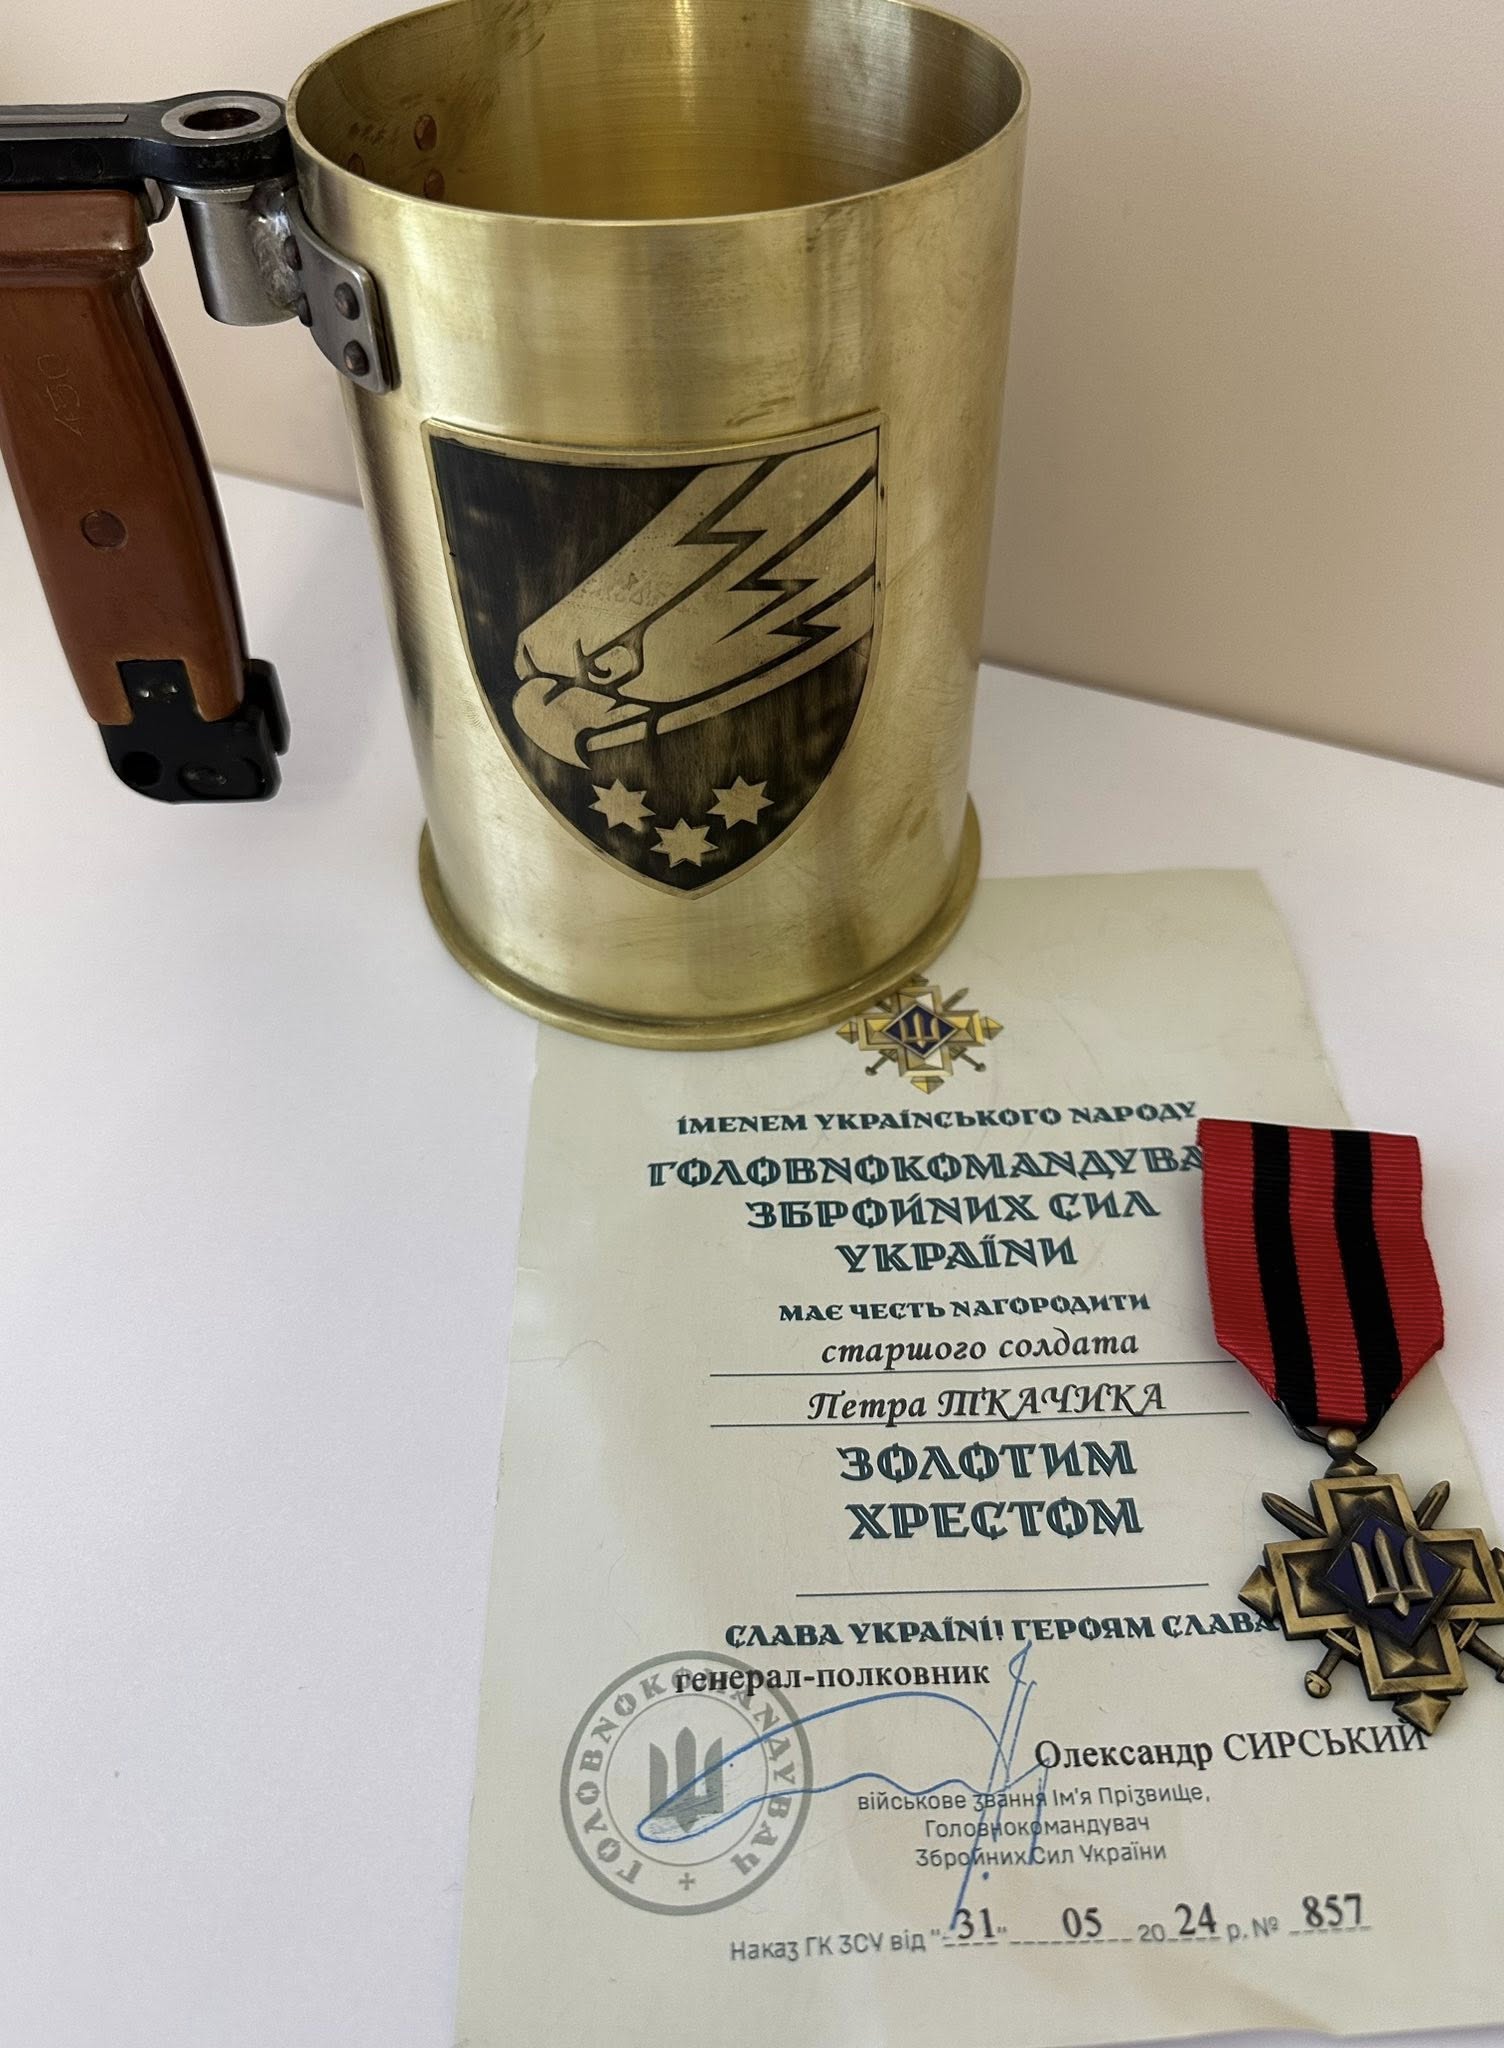 ІМЕНЕМ УКРАЇНСЬКОГО НАРОДУ
ГОЛОВНОКОМАНДУВА
ЗБРОЙНИХ СИЛ
УКРАЇНИ
МАЄ ЧЕСТЬ НАГОРОДИТИ
старшого солдата
Петра ТКАЧИКА
ЗОЛОТИМ
ХРЕСТОМ
СЛАВА УКРАЇНІ! ГЕРОЯМ СЛАВА
генерал-полковник
ГОЛОВНОКОМАНДУВАЧ
Олександр СИРСЬКИЙ
військове звання Ім'я Прізвище,
Головнокомандувач
Збройних Сил України
Наказ ГК ЗСУ від "31" 05 2024 р. № 857